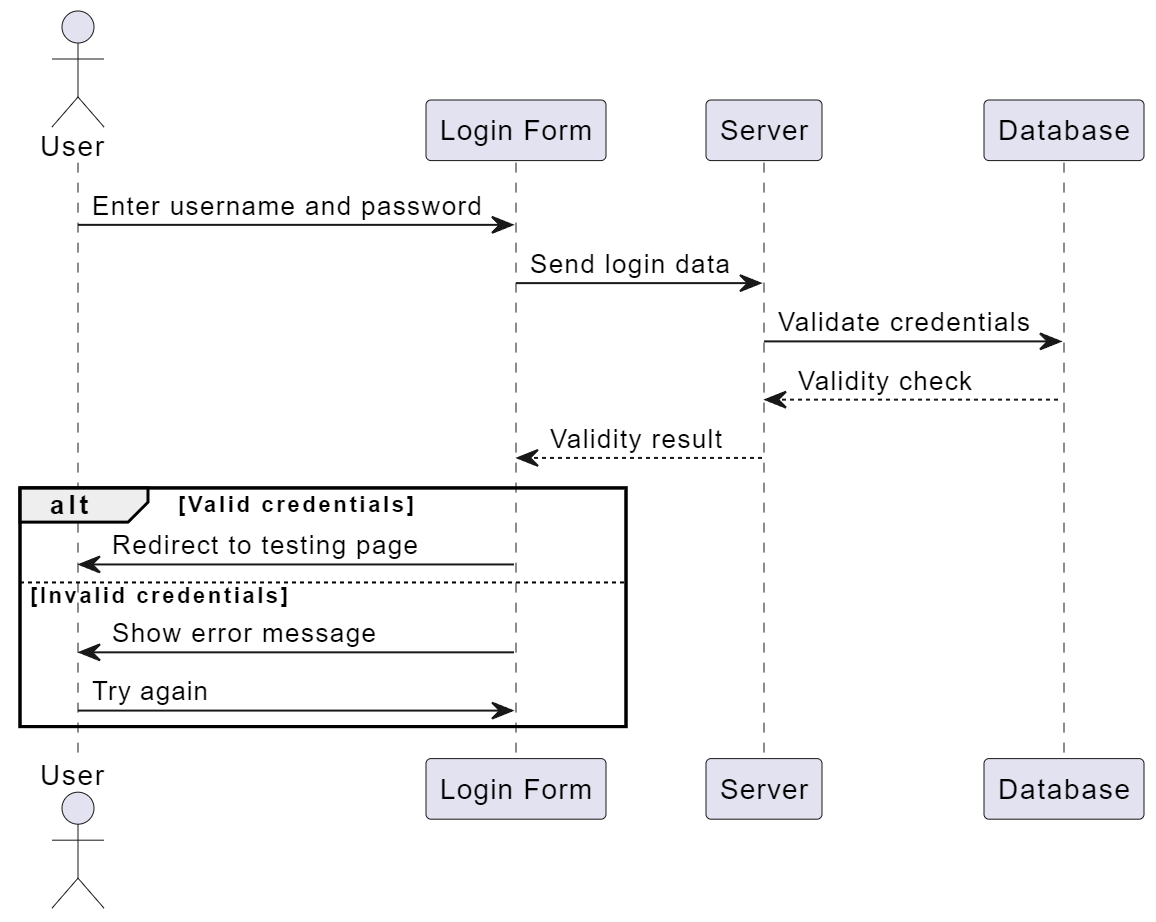 User
Login Form
Server
Database
Enter username and password
Send login data
Validate credentials
Validity check
Validity result
alt
[Valid credentials]
Redirect to testing page
[Invalid credentials]
Show error message
Try again
User
Login Form
Server
Database